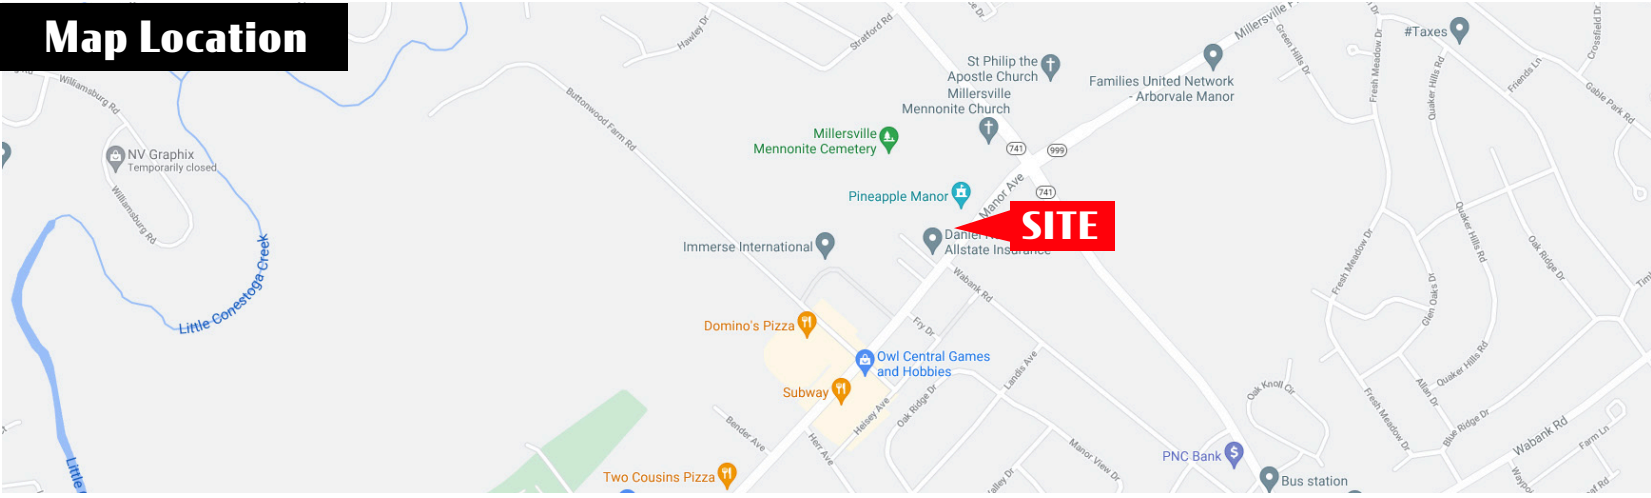 Map Location
Hawley Dr
Stratford Rd
Millersville
#Taxes
Crossfield Dr
St Philip the
Apostle Church
Families United Network
- Arborvale Manor
Green Hills Dr
Fresh Meadow Dr
Quaker Hills Rd
Friends Ln
Gable Park Rd
Williamsburg Rd
Buttonwood Farm Rd
Millersville
Mennonite Church
Millersville
Mennonite Cemetery
741
999
NV Graphix
Temporarily closed
Williamsburg Rd
Pineapple Manor
Manor Ave
741
SITE
Immerse International
Allstate Insurance
Little Conestoga Creek
Wabank Rd
Fresh Meadow Dr
Quaker Hills Rd
Oak Ridge Dr
Glen Oaks Dr
Domino's Pizza
Fry Dr
Owl Central Games
and Hobbies
Landis Ave
Subway
Quaker Hills Rd
Oak Knoll Cir
Allan Dr
Fresh Meadow Dr
Blue Ridge Dr
Bender Ave
Herr Ave
Heisey Ave
Oak Ridge Dr
Manor View Dr
Wabank Rd
Farm Ln
PNC Bank
$
Two Cousins Pizza
Little
Valley Dr
Bus station